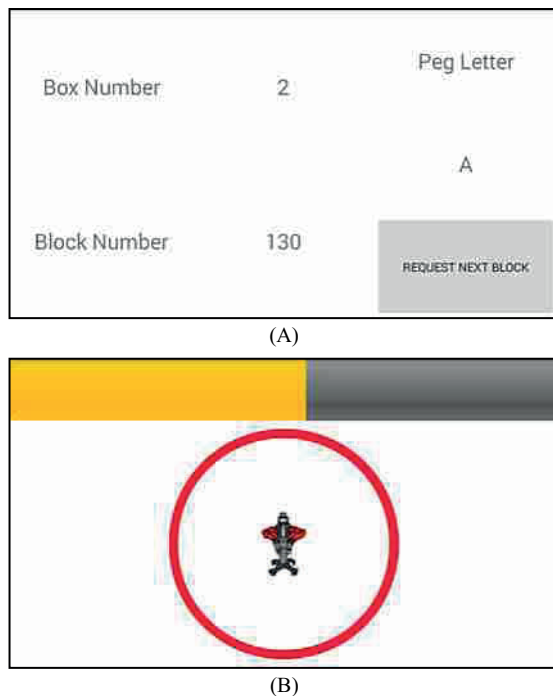 Peg Letter
Box Number 2
A
Block Number 130
REQUEST NEXT BLOCK
(A)
(B)